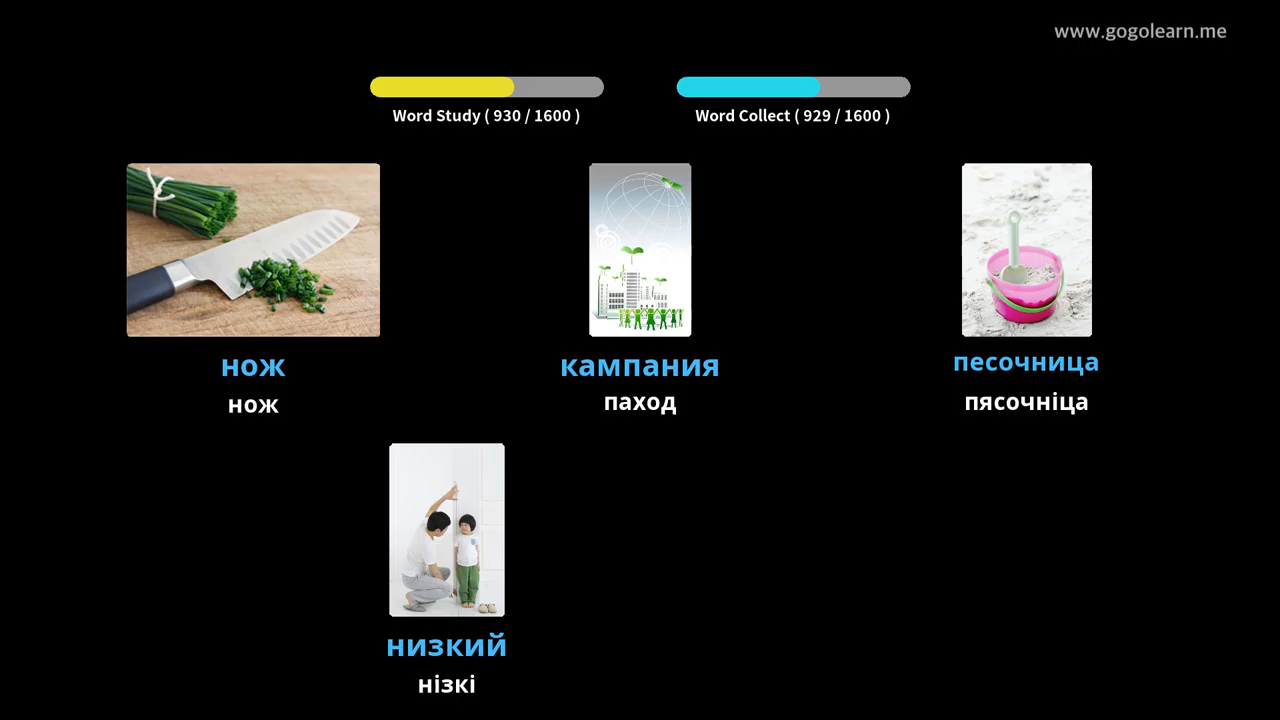 www.gogolearn.me
Word Study ( 930 / 1600 )
Word Collect ( 929 / 1600 )
нож
нож
кампания
паход
песочница
пясочніца
низкий
нізкі